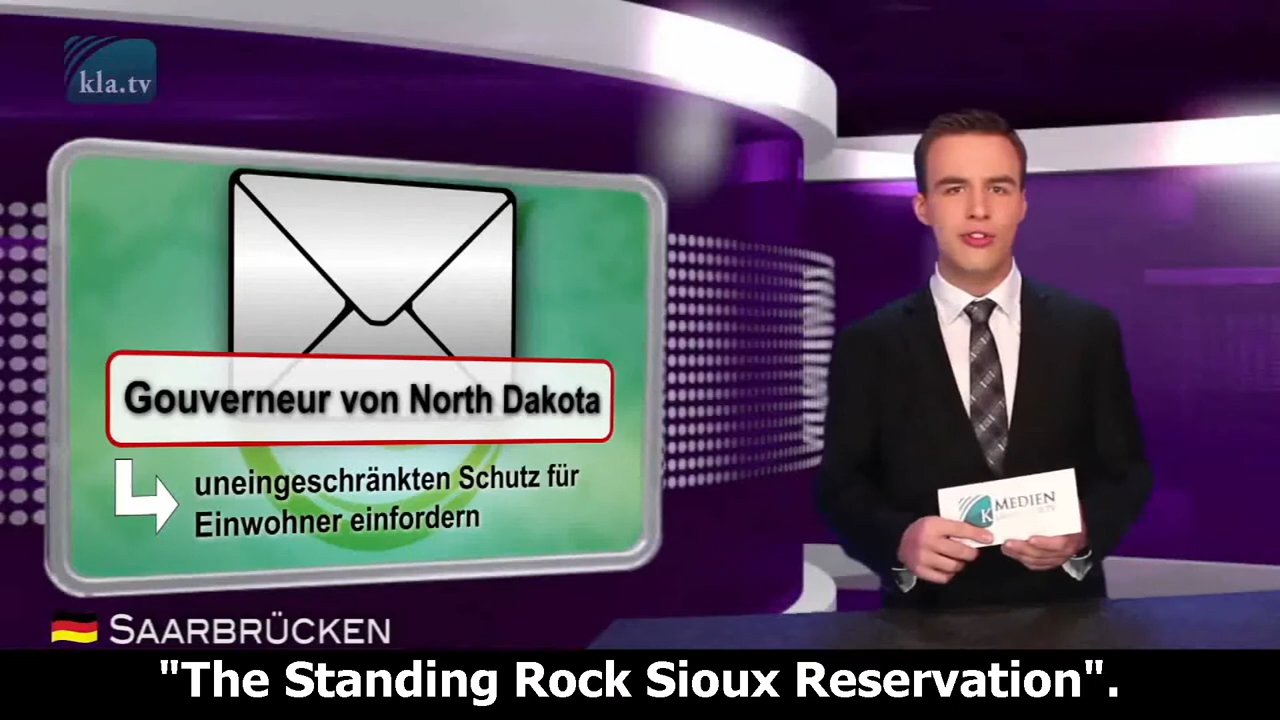 kla.tv
Gouverneur von North Dakota
uneingeschränkten Schutz für
Einwohner einfordern
K MEDIEN
SAARBRÜCKEN
"The Standing Rock Sioux Reservation".